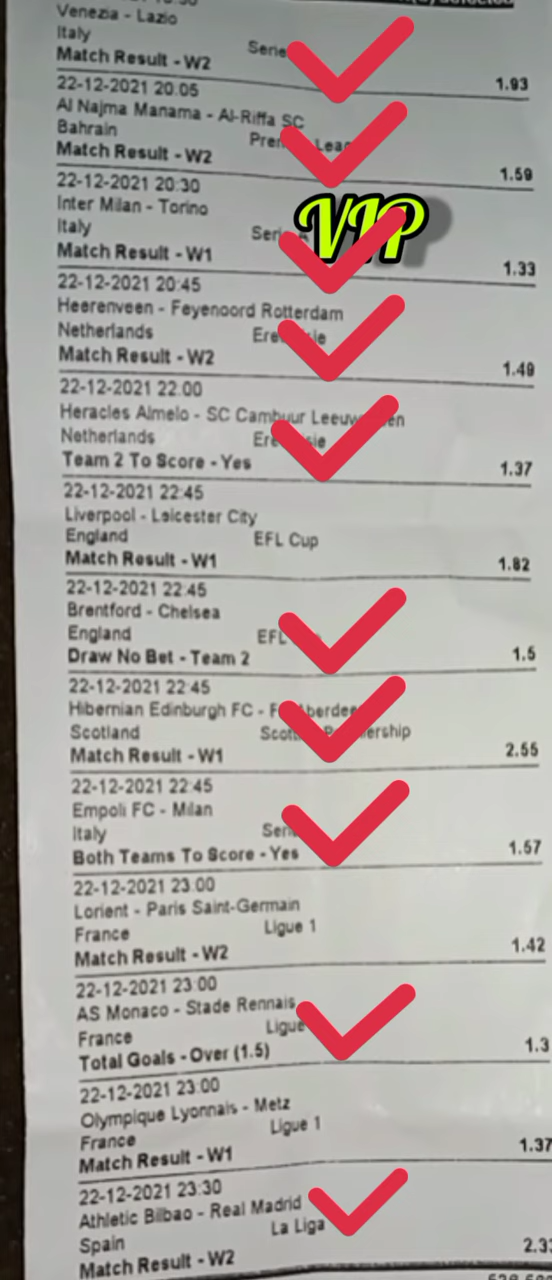 Venezia - Lazio
Italy Serie
Match Result - W2 1.93
22-12-2021 20:05
Al Najma Manama - Al-Riffa SC
Bahrain
Match Result - W2 1.59
22-12-2021 20:30
VIP
Inter Milan - Torino
Italy
Match Result - W1 1.33
22-12-2021 20:45
Heerenveen - Feyenoord Rotterdam
Netherlands
Match Result - W2 1.49
22-12-2021 22:00
Heracles Almelo - SC Cambuur
Netherlands
Team 2 To Score - Yes 1.37
22-12-2021 22:45
Liverpool - Leicester City
England EFL Cup
Match Result - W1 1.82
22-12-2021 22:45
Brentford - Chelsea
England EFL
Draw No Bet - Team 2 1.5
22-12-2021 22:45
Hibernian Edinburgh FC -
Scotland
Match Result - W1 2.55
22-12-2021 22:45
Empoli FC - Milan
Italy
Both Teams To Score - Yes 1.57
22-12-2021 23:00
Lorient - Paris Saint-Germain
France Ligue 1
Match Result - W2 1.42
22-12-2021 23:00
AS Monaco - Stade Rennais
France Ligue
Total Goals - Over (1.5) 1.3
22-12-2021 23:00
Olympique Lyonnais - Metz
France Ligue 1
Match Result - W1 1.37
22-12-2021 23:30
Athletic Bilbao - Real Madrid
Spain La Liga
Match Result - W2